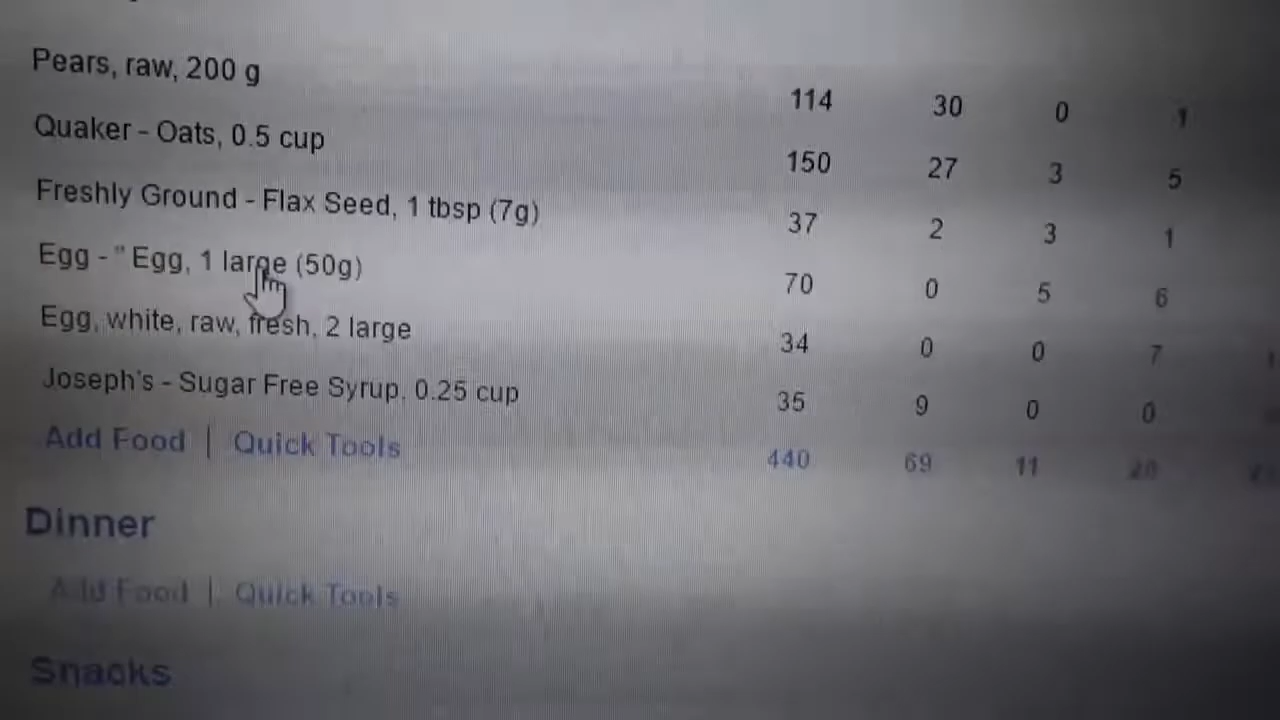 Pears, raw, 200 g 114 30 0 1
Quaker - Oats, 0.5 cup 150 27 3 5
Freshly Ground - Flax Seed, 1 tbsp (7g) 37 2 3 1
Egg - " Egg, 1 large (50g) 70 0 5 6
Egg, white, raw, fresh, 2 large 34 0 0 7
Joseph's - Sugar Free Syrup, 0.25 cup 35 9 0 0
Add Food | Quick Tools 440 69 11 20
Dinner
Add Food | Quick Tools
Snacks